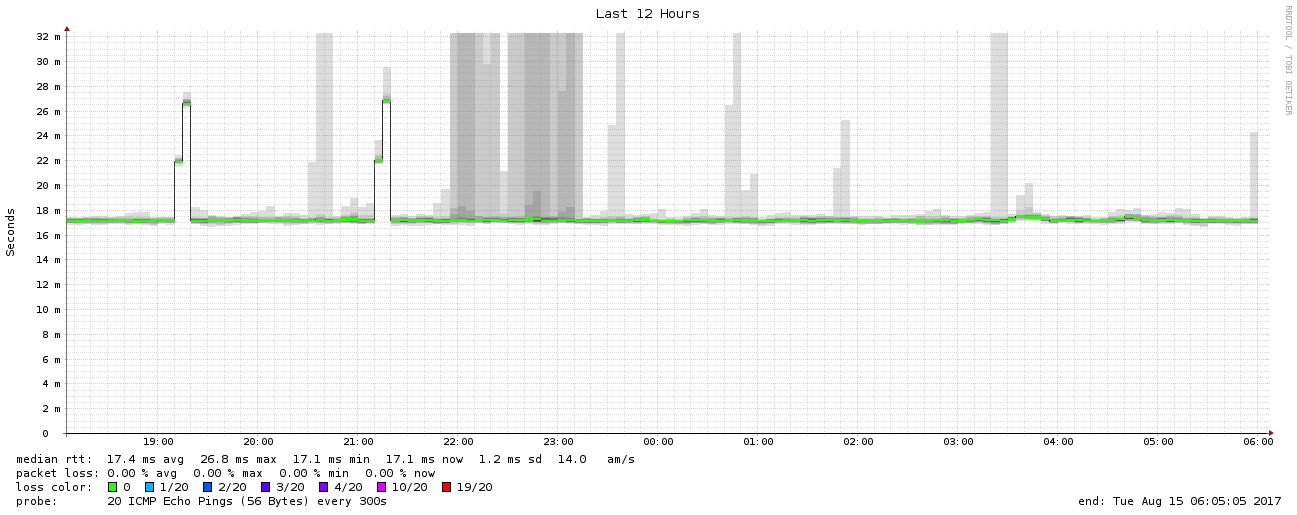 Last 12 Hours
RRDTOOL / TOBI OETIKER
Seconds
32 m
30 m
28 m
26 m
24 m
22 m
20 m
18 m
16 m
14 m
12 m
10 m
8 m
6 m
4 m
2 m
0
19:00 20:00 21:00 22:00 23:00 00:00 01:00 02:00 03:00 04:00 05:00 06:00
median rtt: 17.4 ms avg 26.8 ms max 17.1 ms min 17.1 ms now 1.2 ms sd 14.0 am/s
packet loss: 0.00 % avg 0.00 % max 0.00 % min 0.00 % now
loss color: 0 1/20 2/20 3/20 4/20 10/20 19/20
probe: 20 ICMP Echo Pings (56 Bytes) every 300s end: Tue Aug 15 06:05:05 2017